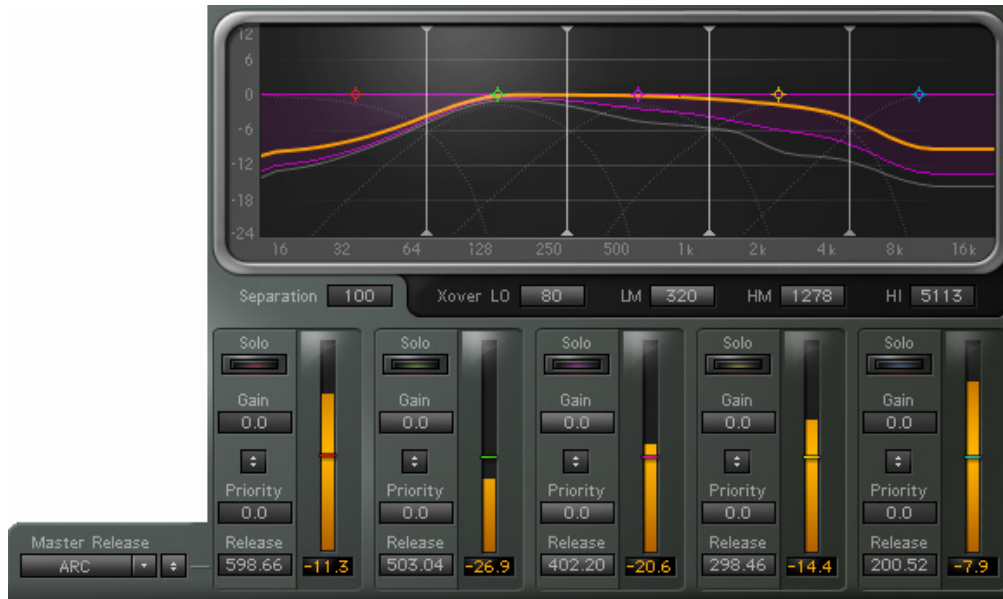 12
6
0
-6
-12
-18
-24
16 32 64 128 250 500 1k 2k 4k 8k 16k
Separation 100 Xover LO 80 LM 320 HM 1278 HI 5113
Solo Solo Solo Solo Solo
Gain Gain Gain Gain Gain
0.0 0.0 0.0 0.0 0.0
Priority Priority Priority Priority Priority
0.0 0.0 0.0 0.0 0.0
Master Release Release Release Release Release Release
ARC 598.66 -11.3 503.04 -26.9 402.20 -20.6 298.46 -14.4 200.52 -7.9